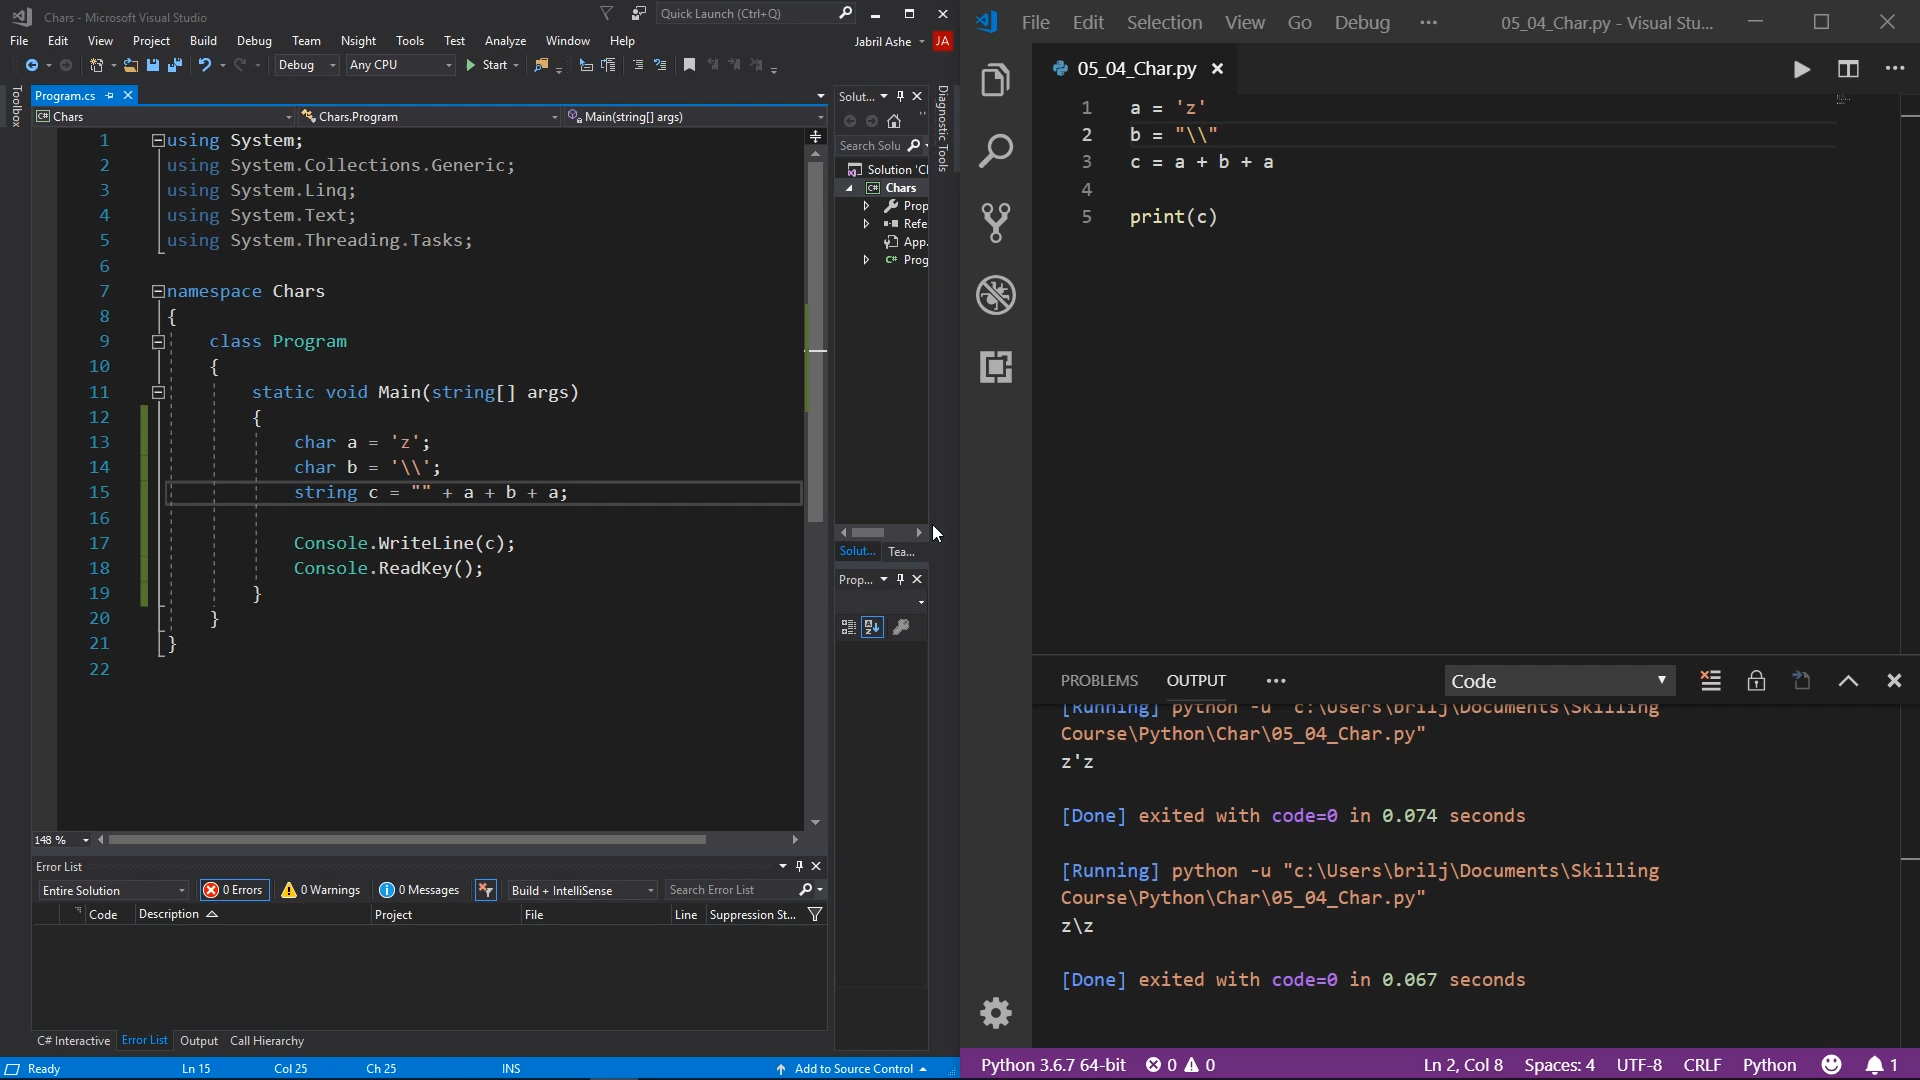 Chars - Microsoft Visual Studio
Quick Launch (Ctrl+Q)
File Edit View Project Build Debug Team Nsight Tools Test Analyze Window Help
Jabril Ashe JA
Debug Any CPU Start
Toolbox
Program.cs
Chars Chars.Program Main(string[] args)
1 using System;
2 using System.Collections.Generic;
3 using System.Linq;
4 using System.Text;
5 using System.Threading.Tasks;
6
7 namespace Chars
8 {
9 class Program
10 {
11 static void Main(string[] args)
12 {
13 char a = 'z';
14 char b = '\\';
15 string c = "" + a + b + a;
16
17 Console.WriteLine(c);
18 Console.ReadKey();
19 }
20 }
21 }
22
148 %
Error List
Entire Solution 0 Errors 0 Warnings 0 Messages Build + IntelliSense Search Error List
Code Description Project File Line Suppression St...
C# Interactive Error List Output Call Hierarchy
Ready Ln 15 Col 25 Ch 25 INS Add to Source Control
Solut...
Search Solu
Solution 'Cl
C# Chars
Prop
Refe
App.
C# Prog
Solut... Tea...
Prop...
Diagnostic Tools
File Edit Selection View Go Debug ··· 05_04_Char.py - Visual Stu...
05_04_Char.py
1 a = 'z'
2 b = "\\"
3 c = a + b + a
4
5 print(c)
PROBLEMS OUTPUT ··· Code
[Running] python -u "c:\Users\brilj\Documents\Skilling
Course\Python\Char\05_04_Char.py"
z'z
[Done] exited with code=0 in 0.074 seconds
[Running] python -u "c:\Users\brilj\Documents\Skilling
Course\Python\Char\05_04_Char.py"
z\z
[Done] exited with code=0 in 0.067 seconds
Python 3.6.7 64-bit 0 0 Ln 2, Col 8 Spaces: 4 UTF-8 CRLF Python 1